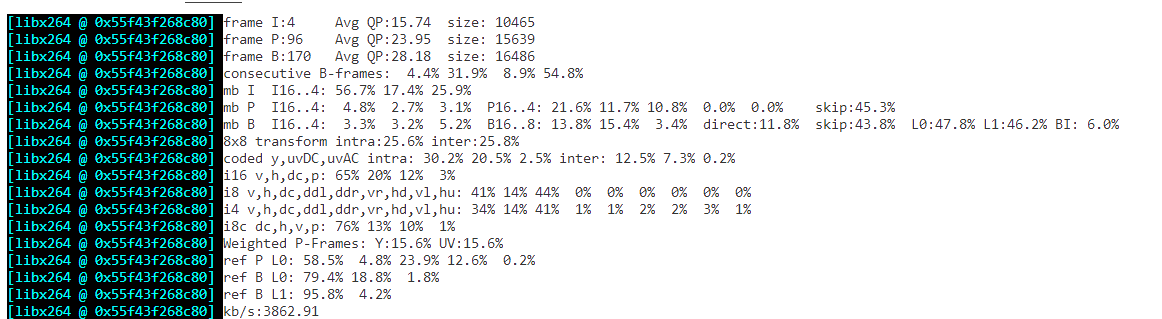 [libx264 @ 0x55f43f268c80] frame I:4     Avg QP:15.74  size: 10465
[libx264 @ 0x55f43f268c80] frame P:96    Avg QP:23.95  size: 15639
[libx264 @ 0x55f43f268c80] frame B:170   Avg QP:28.18  size: 16486
[libx264 @ 0x55f43f268c80] consecutive B-frames:  4.4% 31.9%  8.9% 54.8%
[libx264 @ 0x55f43f268c80] mb I  I16..4: 56.7% 17.4% 25.9%
[libx264 @ 0x55f43f268c80] mb P  I16..4:  4.8%  2.7%  3.1%  P16..4: 21.6% 11.7% 10.8%  0.0%  0.0%    skip:45.3%
[libx264 @ 0x55f43f268c80] mb B  I16..4:  3.3%  3.2%  5.2%  B16..8: 13.8% 15.4%  3.4%  direct:11.8%  skip:43.8%  L0:47.8% L1:46.2% BI: 6.0%
[libx264 @ 0x55f43f268c80] 8x8 transform intra:25.6% inter:25.8%
[libx264 @ 0x55f43f268c80] coded y,uvDC,uvAC intra: 30.2% 20.5% 2.5% inter: 12.5% 7.3% 0.2%
[libx264 @ 0x55f43f268c80] i16 v,h,dc,p: 65% 20% 12%  3%
[libx264 @ 0x55f43f268c80] i8 v,h,dc,ddl,ddr,vr,hd,vl,hu: 41% 14% 44%  0%  0%  0%  0%  0%  0%
[libx264 @ 0x55f43f268c80] i4 v,h,dc,ddl,ddr,vr,hd,vl,hu: 34% 14% 41%  1%  1%  2%  2%  3%  1%
[libx264 @ 0x55f43f268c80] i8c dc,h,v,p: 76% 13% 10%  1%
[libx264 @ 0x55f43f268c80] Weighted P-Frames: Y:15.6% UV:15.6%
[libx264 @ 0x55f43f268c80] ref P L0: 58.5%  4.8% 23.9% 12.6%  0.2%
[libx264 @ 0x55f43f268c80] ref B L0: 79.4% 18.8%  1.8%
[libx264 @ 0x55f43f268c80] ref B L1: 95.8%  4.2%
[libx264 @ 0x55f43f268c80] kb/s:3862.91